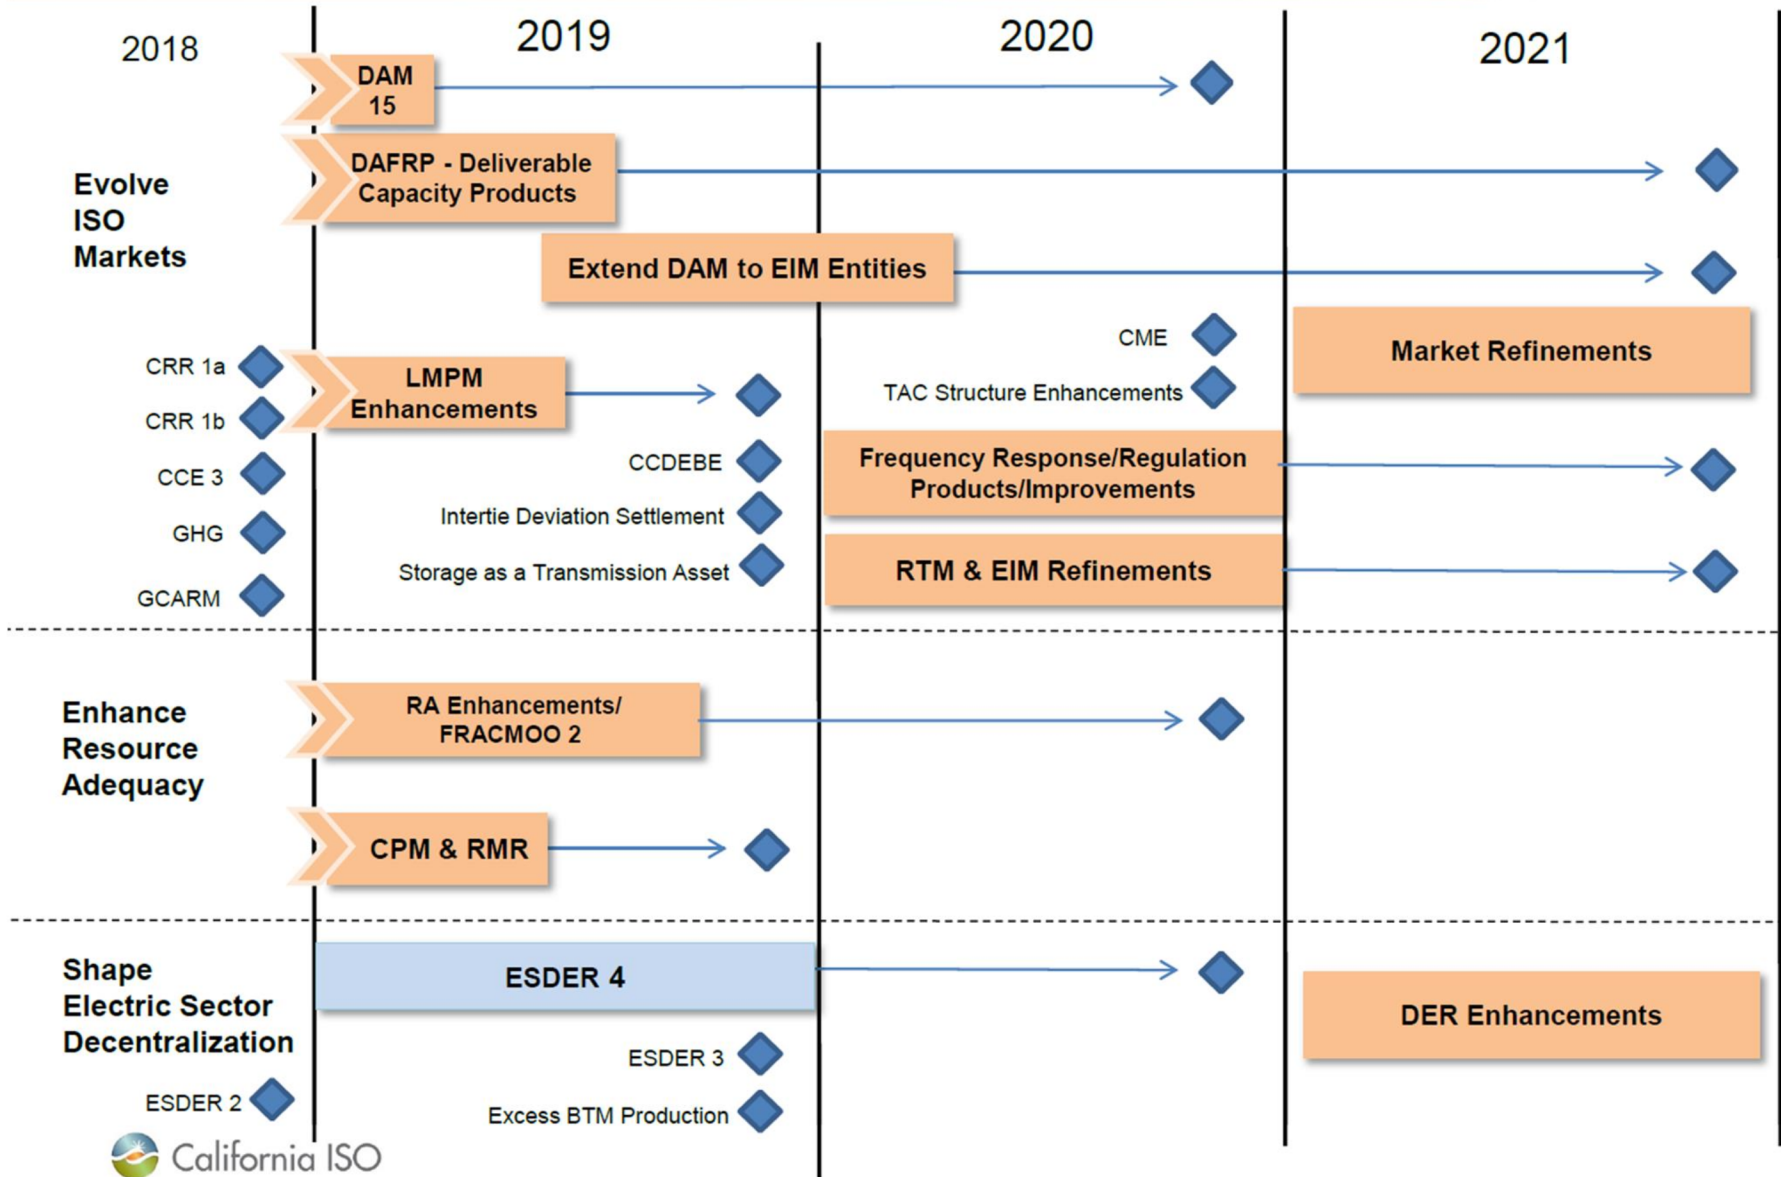 2018
2019
2020
2021
DAM
15
Evolve
ISO
Markets
DAFRP - Deliverable
Capacity Products
Extend DAM to EIM Entities
CRR 1a
CRR 1b
CCE 3
GHG
GCARM
LMPM
Enhancements
CCDEBE
Intertie Deviation Settlement
Storage as a Transmission Asset
CME
TAC Structure Enhancements
Frequency Response/Regulation
Products/Improvements
RTM & EIM Refinements
Market Refinements
Enhance
Resource
Adequacy
RA Enhancements/
FRACMOO 2
CPM & RMR
Shape
Electric Sector
Decentralization
ESDER 2
ESDER 4
ESDER 3
Excess BTM Production
DER Enhancements
California ISO